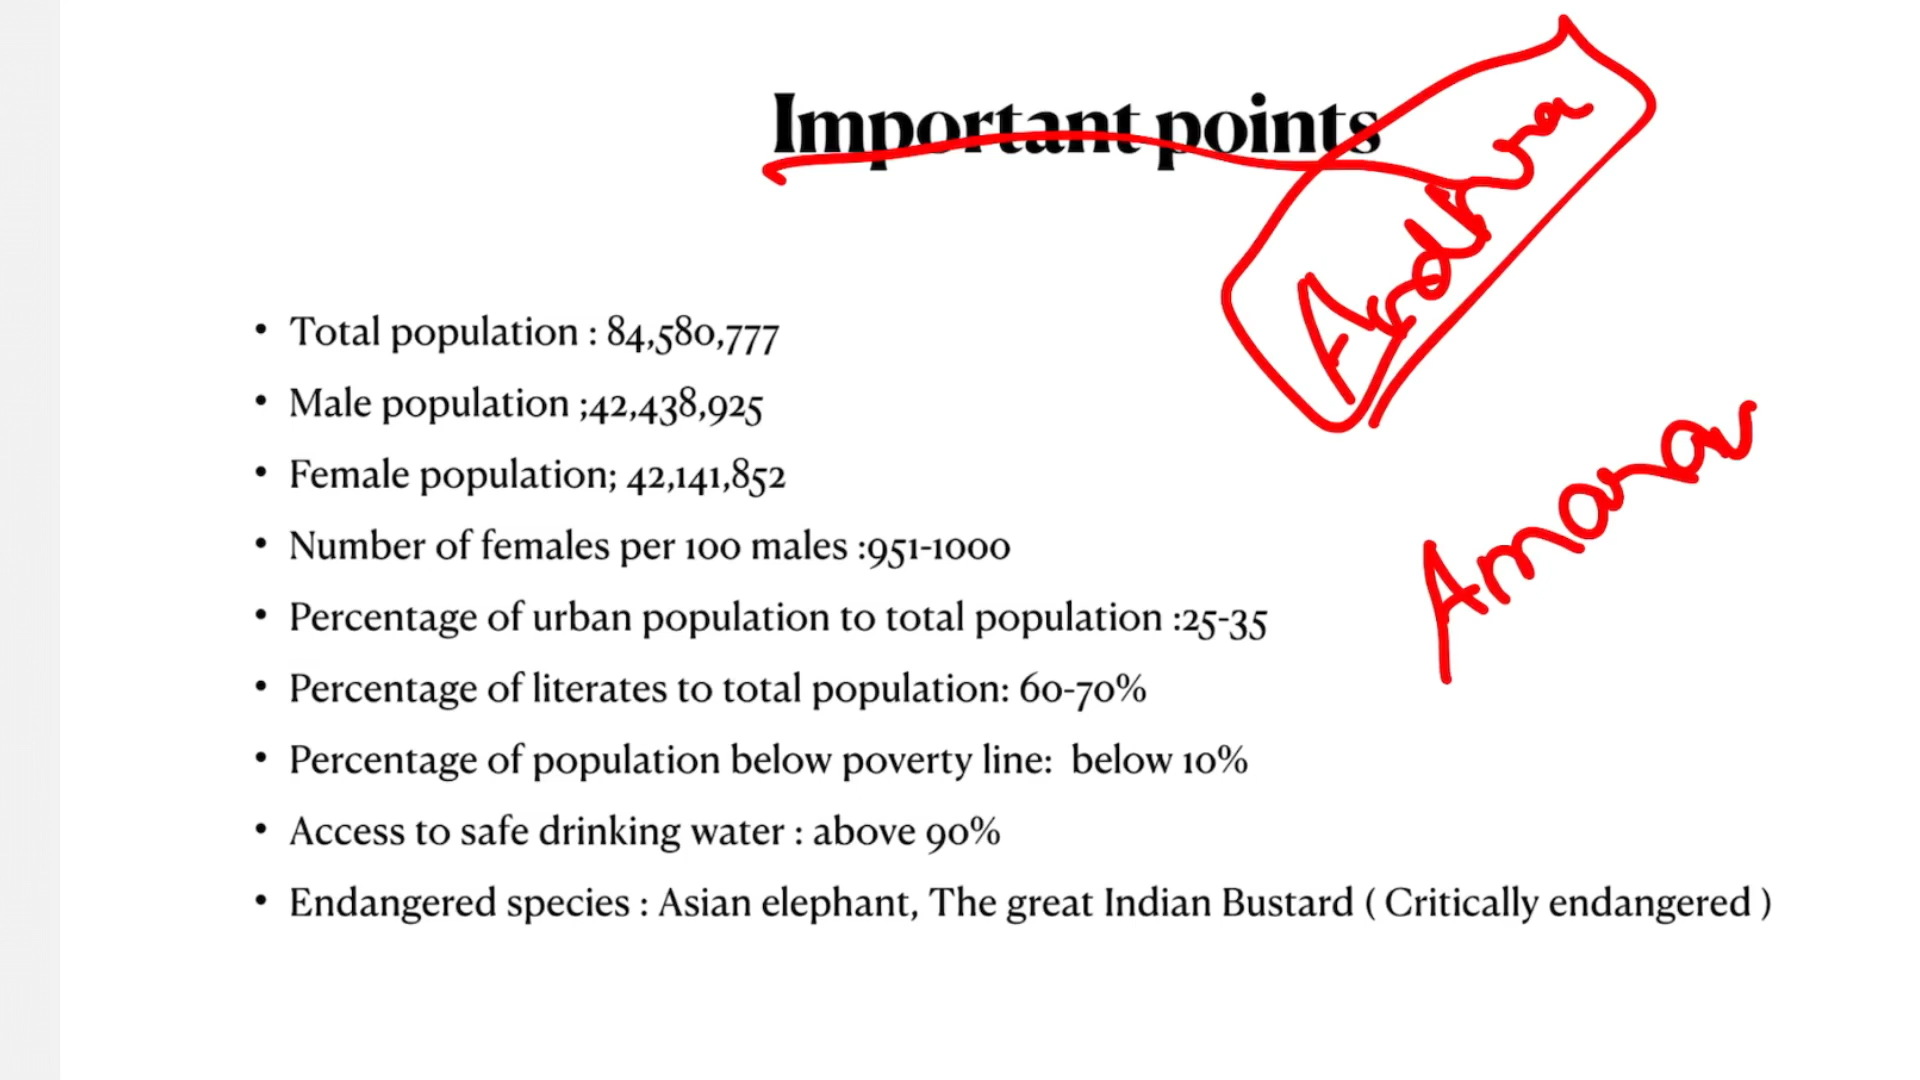 Important points
Andhra
• Total population : 84,580,777
• Male population ;42,438,925
• Female population; 42,141,852
• Number of females per 100 males :951-1000
• Percentage of urban population to total population :25-35
• Percentage of literates to total population: 60-70%
• Percentage of population below poverty line: below 10%
• Access to safe drinking water : above 90%
• Endangered species : Asian elephant, The great Indian Bustard ( Critically endangered )